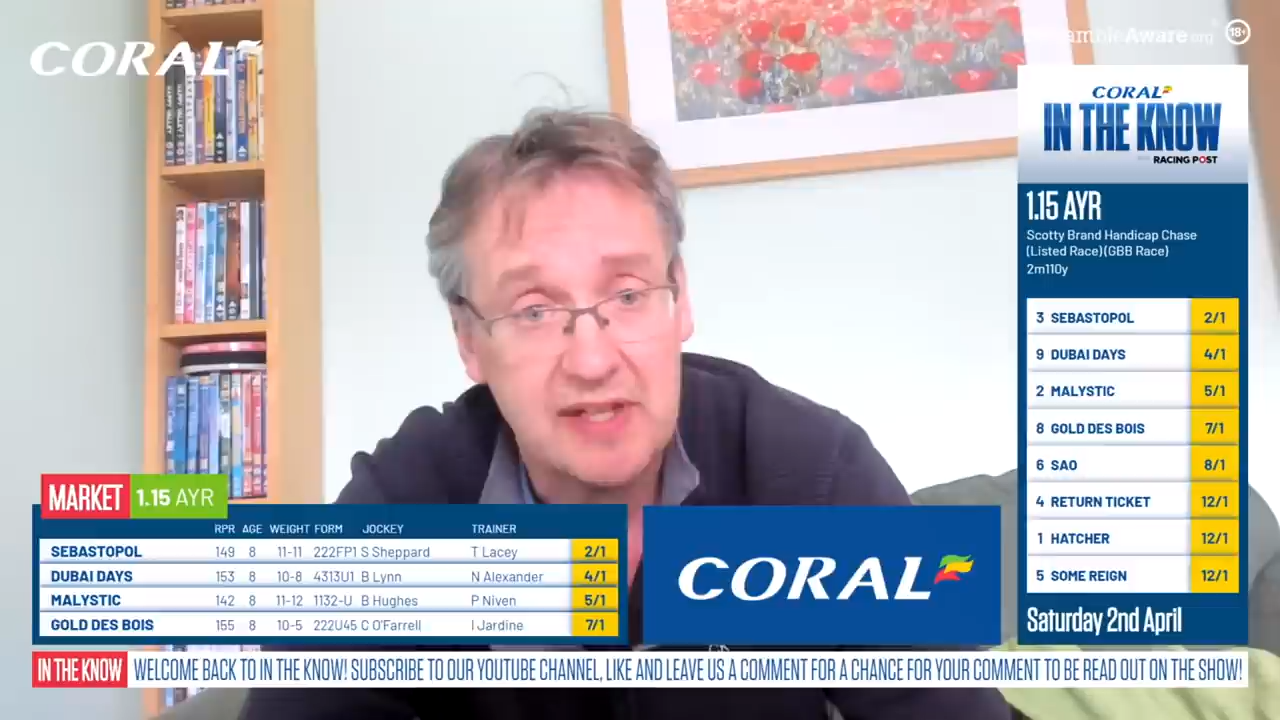 CORAL
GambleAware.org 18+
CORAL
IN THE KNOW
RACING POST
1.15 AYR
Scotty Brand Handicap Chase
(Listed Race)(GBB Race)
2m110y
3 SEBASTOPOL 2/1
9 DUBAI DAYS 4/1
2 MALYSTIC 5/1
8 GOLD DES BOIS 7/1
6 SAO 8/1
4 RETURN TICKET 12/1
1 HATCHER 12/1
5 SOME REIGN 12/1
Saturday 2nd April
MARKET 1.15 AYR
RPR AGE WEIGHT FORM JOCKEY TRAINER
SEBASTOPOL 149 8 11-11 222FP1 S Sheppard T Lacey 2/1
DUBAI DAYS 153 8 10-8 4313U1 B Lynn N Alexander 4/1
MALYSTIC 142 8 11-12 1132-U B Hughes P Niven 5/1
GOLD DES BOIS 155 8 10-5 222U45 C O'Farrell I Jardine 7/1
CORAL
IN THE KNOW WELCOME BACK TO IN THE KNOW! SUBSCRIBE TO OUR YOUTUBE CHANNEL, LIKE AND LEAVE US A COMMENT FOR A CHANCE FOR YOUR COMMENT TO BE READ OUT ON THE SHOW!